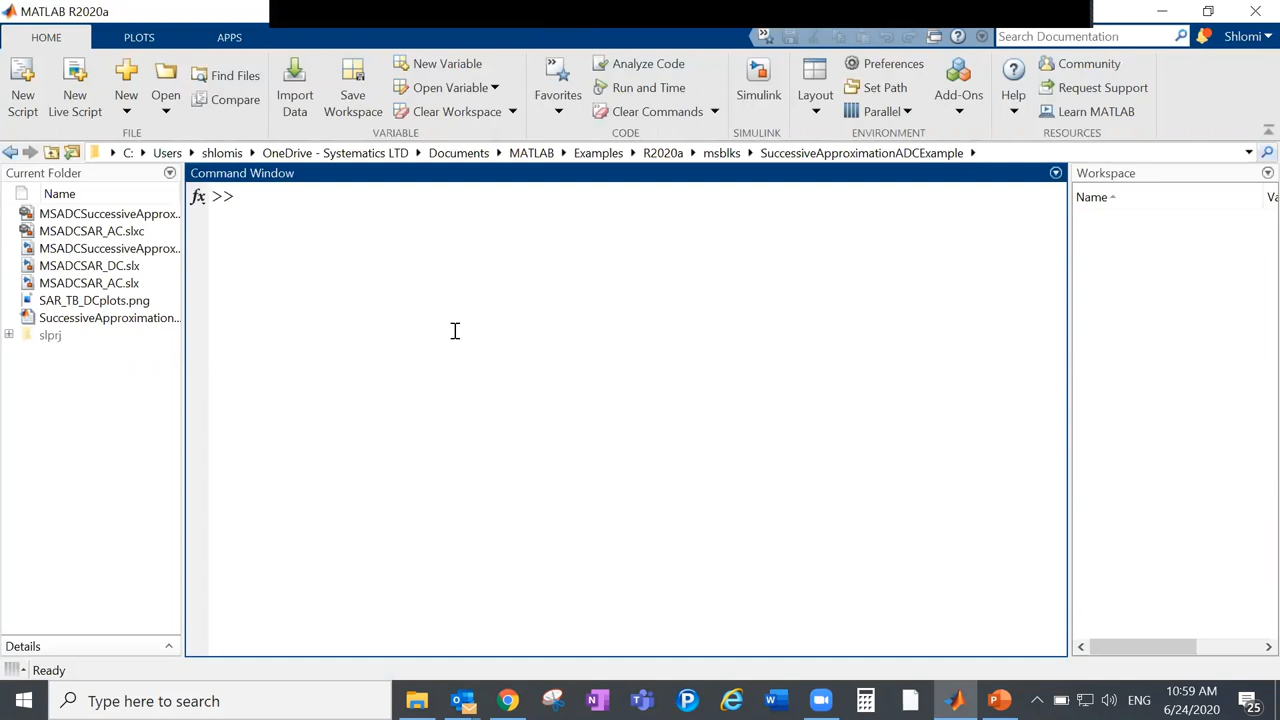 MATLAB R2020a
HOME PLOTS APPS
Search Documentation
Shlomi
New Script
New Live Script
New
Open
Find Files
Compare
FILE
Import Data
Save Workspace
New Variable
Open Variable
Clear Workspace
VARIABLE
Favorites
Analyze Code
Run and Time
Clear Commands
CODE
Simulink
SIMULINK
Layout
Preferences
Set Path
Parallel
Add-Ons
ENVIRONMENT
Help
Community
Request Support
Learn MATLAB
RESOURCES
C: Users shlomis OneDrive - Systematics LTD Documents MATLAB Examples R2020a msblks SuccessiveApproximationADCExample
Current Folder
Name
MSADCSuccessiveApprox...
MSADCSAR_AC.slxc
MSADCSuccessiveApprox...
MSADCSAR_DC.slx
MSADCSAR_AC.slx
SAR_TB_DCplots.png
SuccessiveApproximation...
slprj
Details
Command Window
fx >>
Workspace
Name Va
Ready
Type here to search
ENG
10:59 AM
6/24/2020
25